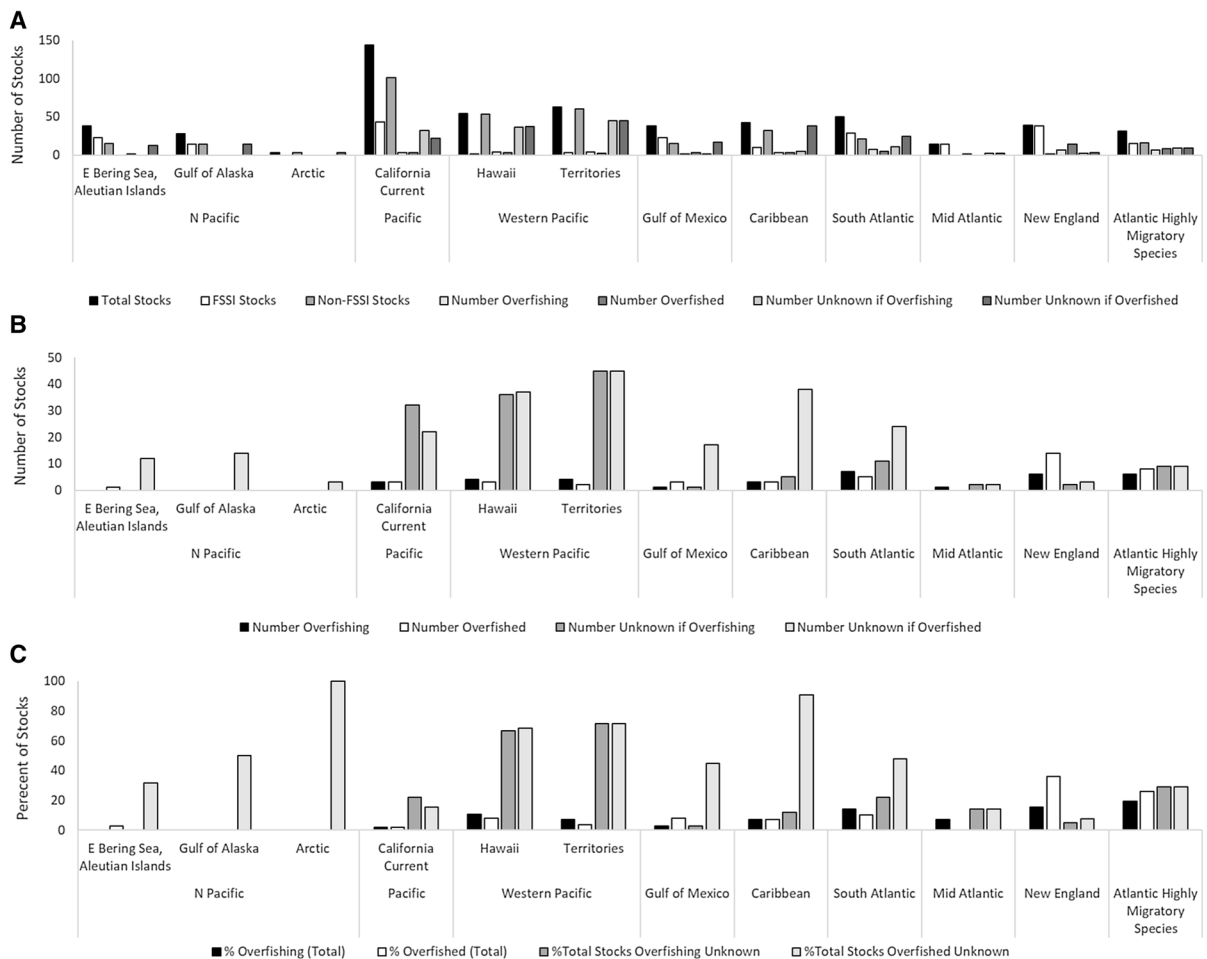 A
Number of Stocks
150
100
50
0
E Bering Sea, Gulf of Alaska Arctic California Hawaii Territories
Aleutian Islands Current
N Pacific Pacific Western Pacific Gulf of Mexico Caribbean South Atlantic Mid Atlantic New England Atlantic Highly
Migratory
Species
Total Stocks FSSI Stocks Non-FSSI Stocks Number Overfishing Number Overfished Number Unknown if Overfishing Number Unknown if Overfished
B
Number of Stocks
50
40
30
20
10
0
E Bering Sea, Gulf of Alaska Arctic California Hawaii Territories
Aleutian Islands Current
N Pacific Pacific Western Pacific Gulf of Mexico Caribbean South Atlantic Mid Atlantic New England Atlantic Highly
Migratory
Species
Number Overfishing Number Overfished Number Unknown if Overfishing Number Unknown if Overfished
C
Perecent of Stocks
100
80
60
40
20
0
E Bering Sea, Gulf of Alaska Arctic California Hawaii Territories
Aleutian Islands Current
N Pacific Pacific Western Pacific Gulf of Mexico Caribbean South Atlantic Mid Atlantic New England Atlantic Highly
Migratory
Species
% Overfishing (Total) % Overfished (Total) %Total Stocks Overfishing Unknown %Total Stocks Overfished Unknown